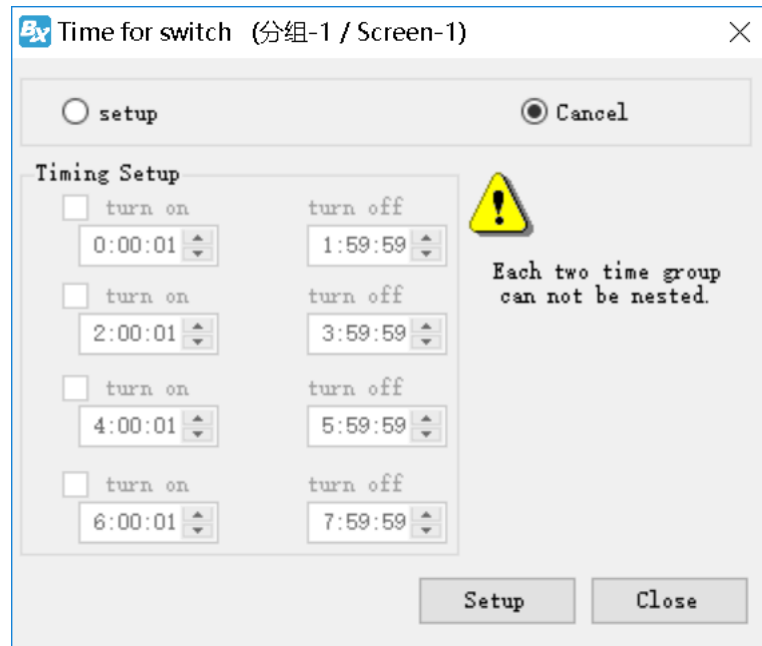 BX Time for switch (分组-1 / Screen-1)
setup Cancel
Timing Setup
turn on turn off
0:00:01 1:59:59
Each two time group
can not be nested.
turn on turn off
2:00:01 3:59:59
turn on turn off
4:00:01 5:59:59
turn on turn off
6:00:01 7:59:59
Setup Close